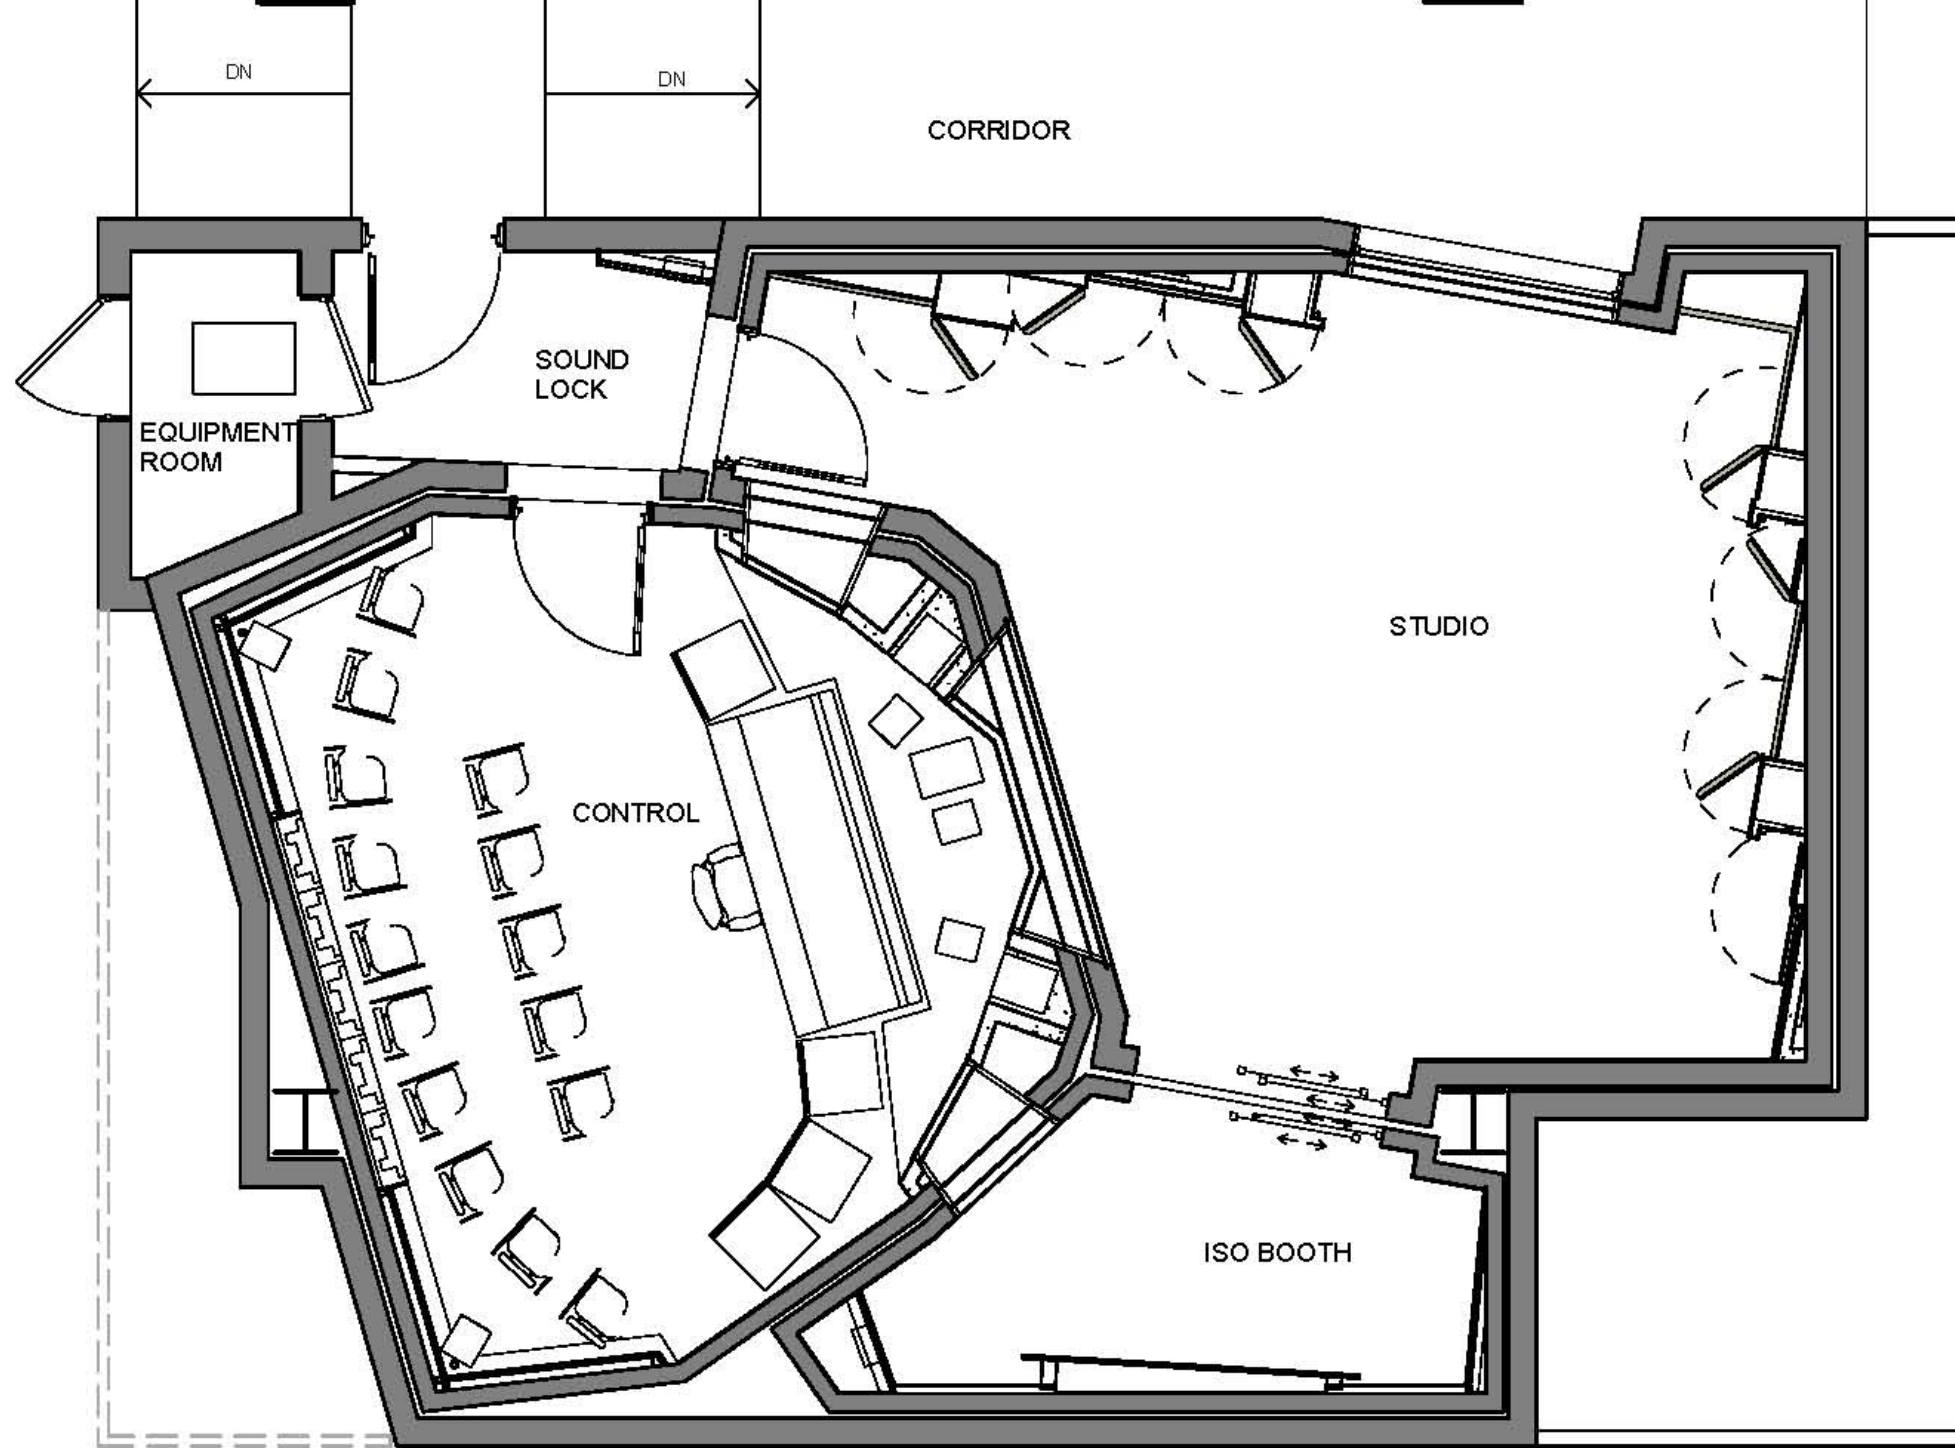 DN
DN
CORRIDOR
SOUND
LOCK
EQUIPMENT
ROOM
STUDIO
CONTROL
ISO BOOTH